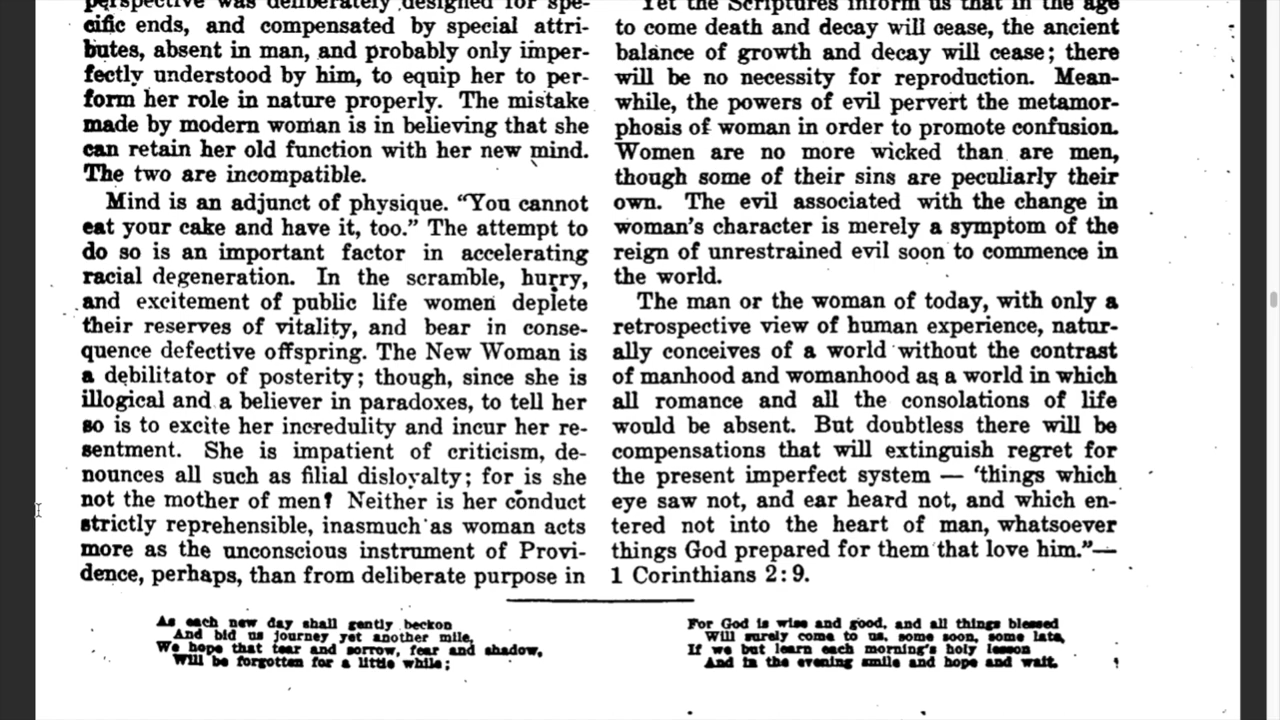 perspective was deliberately designed for spe-
cific ends, and compensated by special attri-
butes, absent in man, and probably only imper-
fectly understood by him, to equip her to per-
form her role in nature properly. The mistake
made by modern woman is in believing that she
can retain her old function with her new mind.
The two are incompatible.
Mind is an adjunct of physique. “You cannot
eat your cake and have it, too.” The attempt to
do so is an important factor in accelerating
racial degeneration. In the scramble, hurry,
and excitement of public life women deplete
their reserves of vitality, and bear in conse-
quence defective offspring. The New Woman is
a debilitator of posterity; though, since she is
illogical and a believer in paradoxes, to tell her
so is to excite her incredulity and incur her re-
sentment. She is impatient of criticism, de-
nounces all such as filial disloyalty; for is she
not the mother of men? Neither is her conduct
strictly reprehensible, inasmuch as woman acts
more as the unconscious instrument of Provi-
dence, perhaps, than from deliberate purpose in
Yet the Scriptures inform us that in the age
to come death and decay will cease, the ancient
balance of growth and decay will cease; there
will be no necessity for reproduction. Mean-
while, the powers of evil pervert the metamor-
phosis of woman in order to promote confusion.
Women are no more wicked than are men,
though some of their sins are peculiarly their
own. The evil associated with the change in
woman's character is merely a symptom of the
reign of unrestrained evil soon to commence in
the world.
The man or the woman of today, with only a
retrospective view of human experience, natur-
ally conceives of a world without the contrast
of manhood and womanhood as a world in which
all romance and all the consolations of life
would be absent. But doubtless there will be
compensations that will extinguish regret for
the present imperfect system — ‘things which
eye saw not, and ear heard not, and which en-
tered not into the heart of man, whatsoever
things God prepared for them that love him.”—
1 Corinthians 2:9.
As each new day shall gently beckon
And bid us journey yet another mile,
We hope that tear and sorrow, fear and shadow,
Will be forgotten for a little while;
For God is wise and good, and all things blessed
Will surely come to us, some soon, some late,
If we but learn each morning's holy lesson
And in the evening smile and hope and wait.